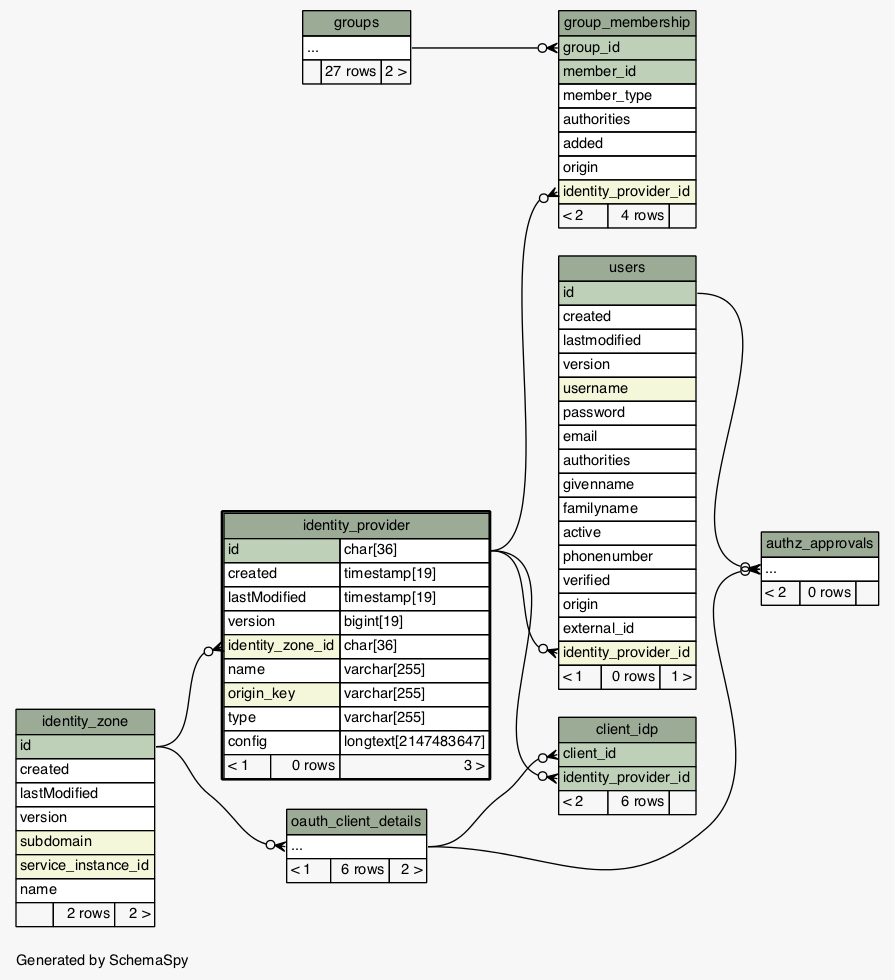 groups
...
27 rows 2 >
group_membership
group_id
member_id
member_type
authorities
added
origin
identity_provider_id
< 2 4 rows
users
id
created
lastmodified
version
username
password
email
authorities
givenname
familyname
active
phonenumber
verified
origin
external_id
identity_provider_id
< 1 0 rows 1 >
authz_approvals
...
< 2 0 rows
identity_provider
id char[36]
created timestamp[19]
lastModified timestamp[19]
version bigint[19]
identity_zone_id char[36]
name varchar[255]
origin_key varchar[255]
type varchar[255]
config longtext[2147483647]
< 1 0 rows 3 >
identity_zone
id
created
lastModified
version
subdomain
service_instance_id
name
2 rows 2 >
client_idp
client_id
identity_provider_id
< 2 6 rows
oauth_client_details
...
< 1 6 rows 2 >
Generated by SchemaSpy